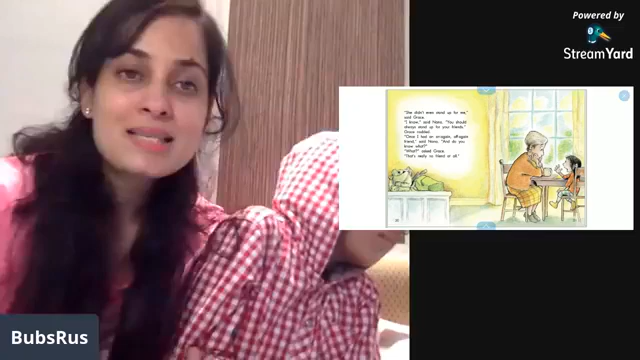 Powered by
StreamYard
"She didn't even stand up for me,"
said Grace.
"I know," said Nana. "You should
always stand up for your friends."
Grace nodded.
"Once I had an on-again, off-again
friend," said Nana. "And do you
know what?"
"What?" asked Grace.
"That's really no friend at all."
BubsRus